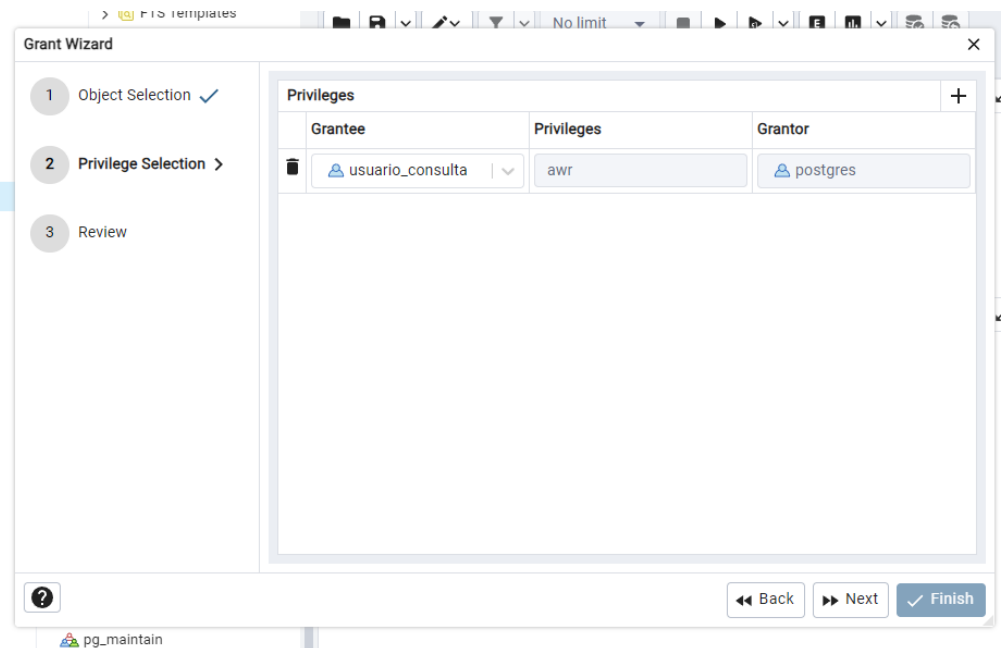 FTS Templates
No limit
Grant Wizard
1 Object Selection
Privileges
Grantee Privileges Grantor
2 Privilege Selection
usuario_consulta awr postgres
3 Review
Back Next Finish
pg_maintain